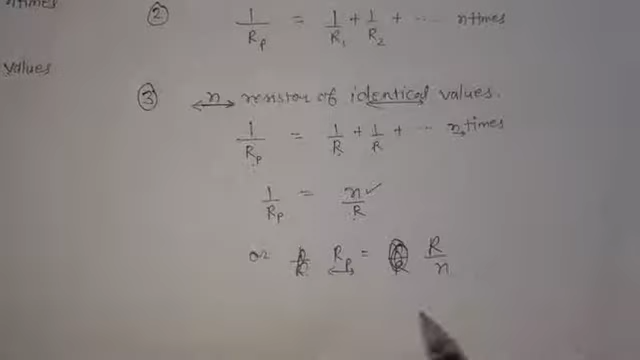 ntimes
② 1/Rp = 1/R1 + 1/R2 + ... ntimes
values
③ n resistor of identical values.
1/Rp = 1/R + 1/R + ... n times
1/Rp = n/R ✓
or Rp = R/n